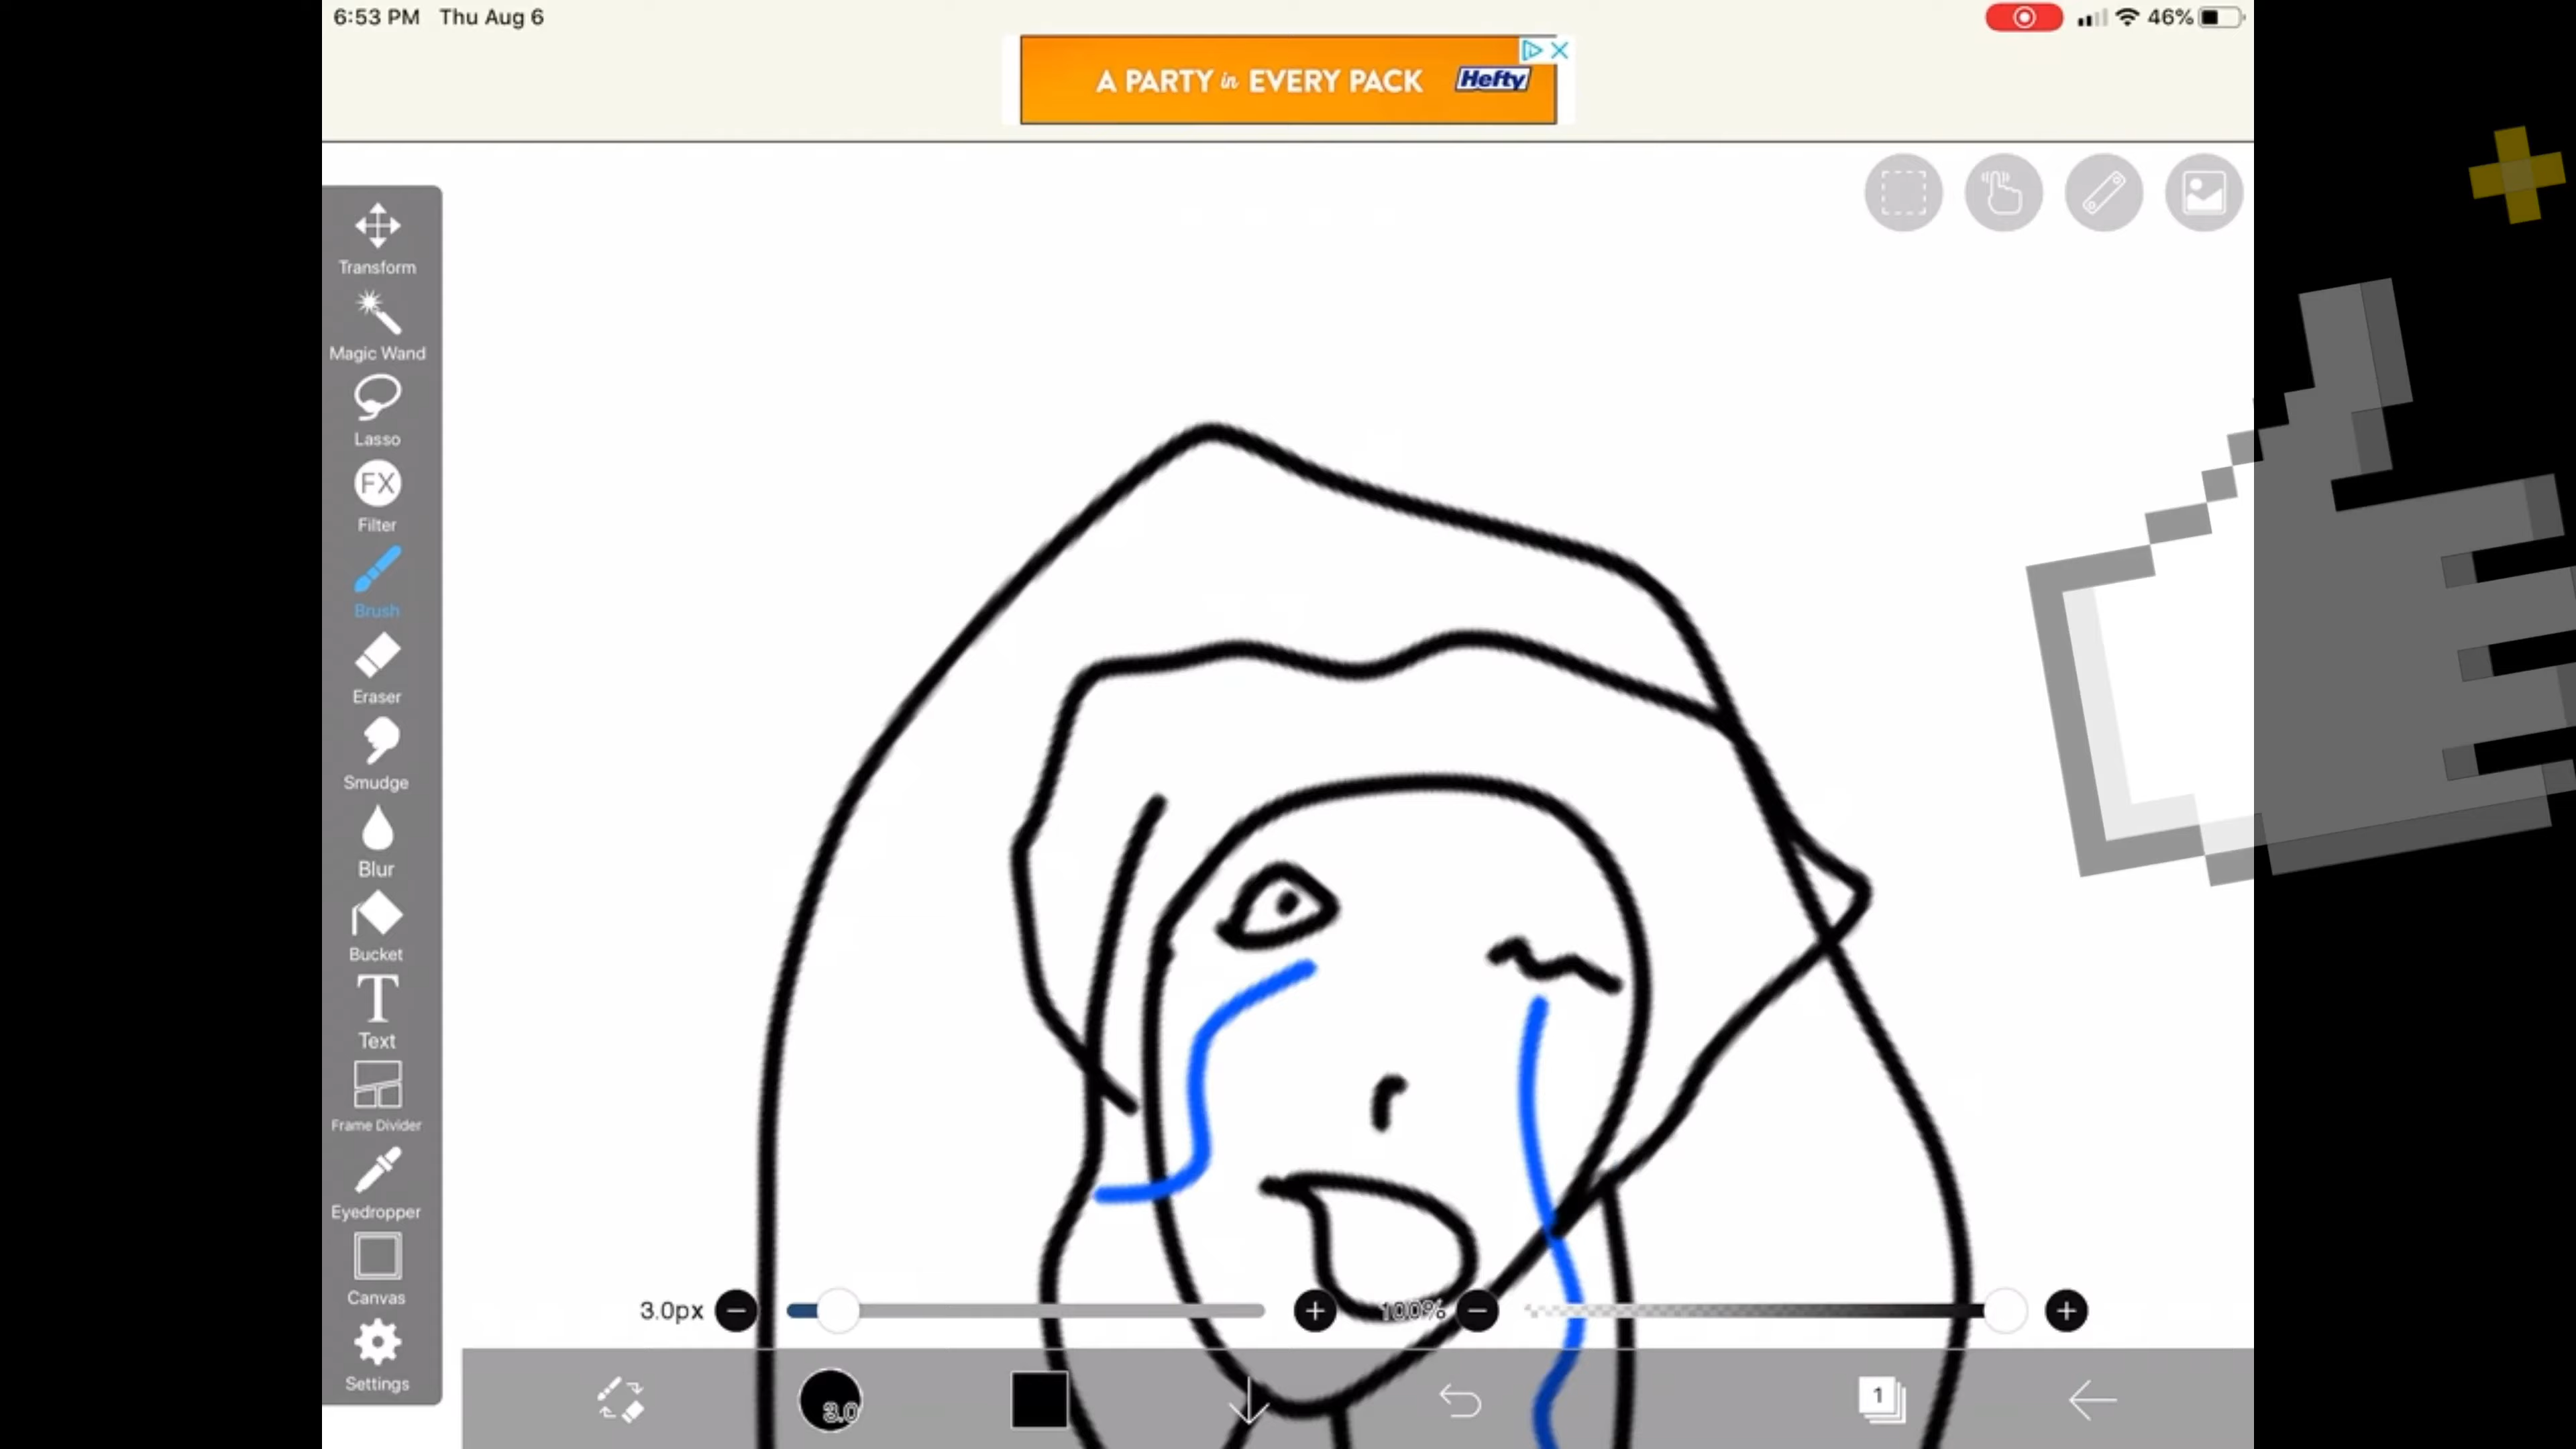 6:53 PM Thu Aug 6
46%
A PARTY in EVERY PACK Hefty
Transform
Magic Wand
Lasso
FX
Filter
Brush
Eraser
Smudge
Blur
Bucket
T
Text
Frame Divider
Eyedropper
Canvas
Settings
3.0px
100%
3.0
1